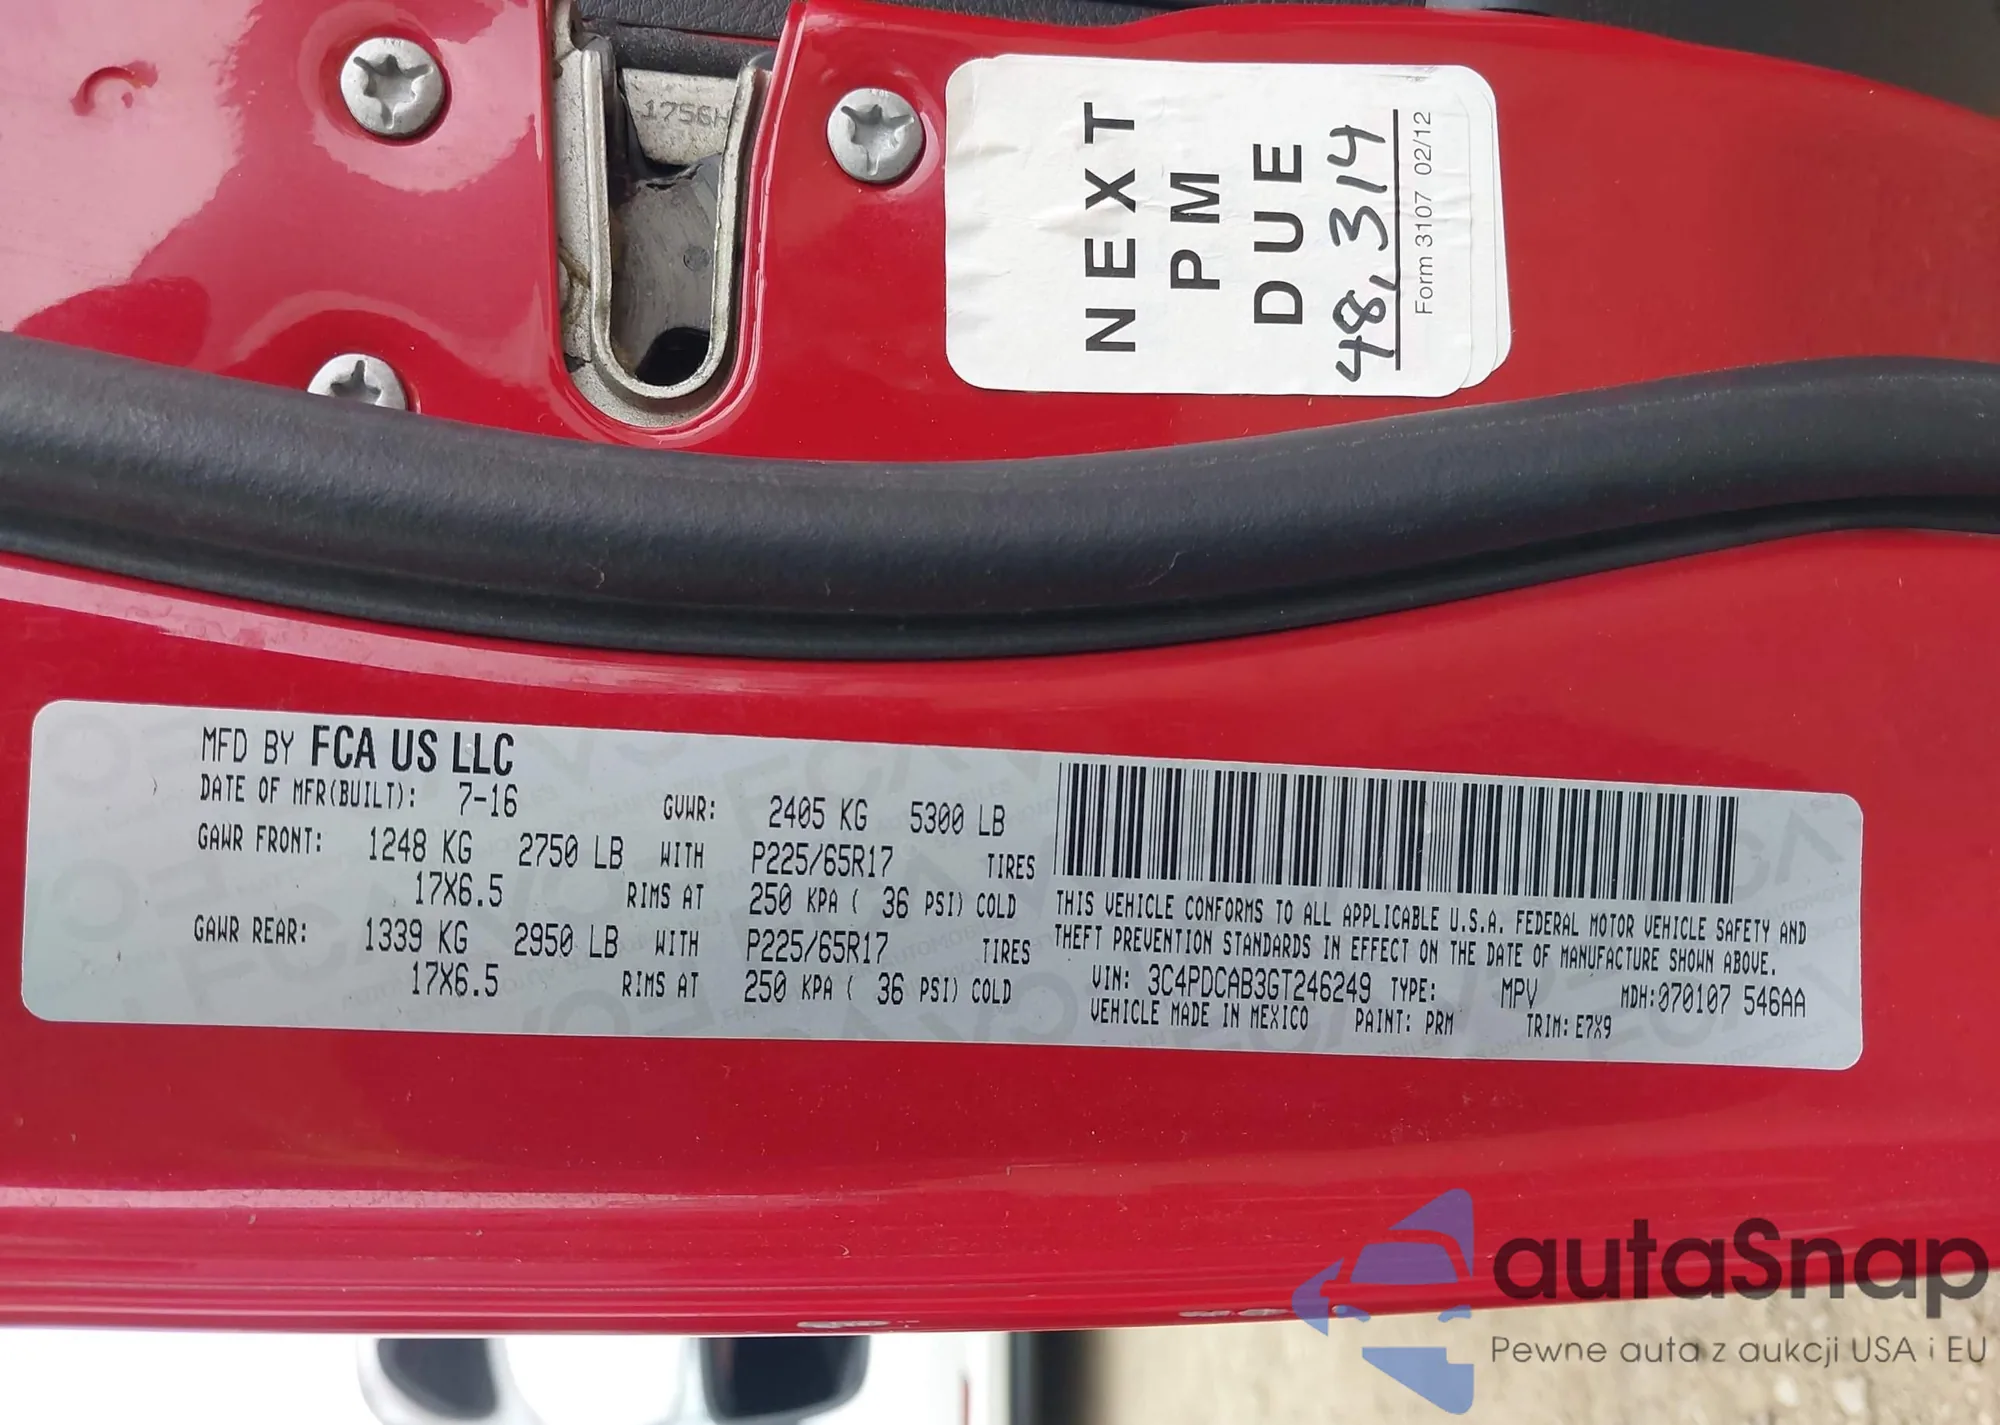 1756H
NEXT
PM
DUE
48,314
Form 3107 02/12
MFD BY FCA US LLC
DATE OF MFR(BUILT): 7-16 GVWR: 2405 KG 5300 LB
GAWR FRONT: 1248 KG 2750 LB WITH P225/65R17 TIRES
17X6.5 RIMS AT 250 KPA ( 36 PSI) COLD
GAWR REAR: 1339 KG 2950 LB WITH P225/65R17 TIRES
17X6.5 RIMS AT 250 KPA ( 36 PSI) COLD
THIS VEHICLE CONFORMS TO ALL APPLICABLE U.S.A. FEDERAL MOTOR VEHICLE SAFETY AND
THEFT PREVENTION STANDARDS IN EFFECT ON THE DATE OF MANUFACTURE SHOWN ABOVE.
VIN: 3C4PDCAB3GT246249 TYPE: MPV MDH:070107 546AA
VEHICLE MADE IN MEXICO PAINT: PRM TRIM: E7X9
autaSnap
Pewne auta z aukcji USA i EU